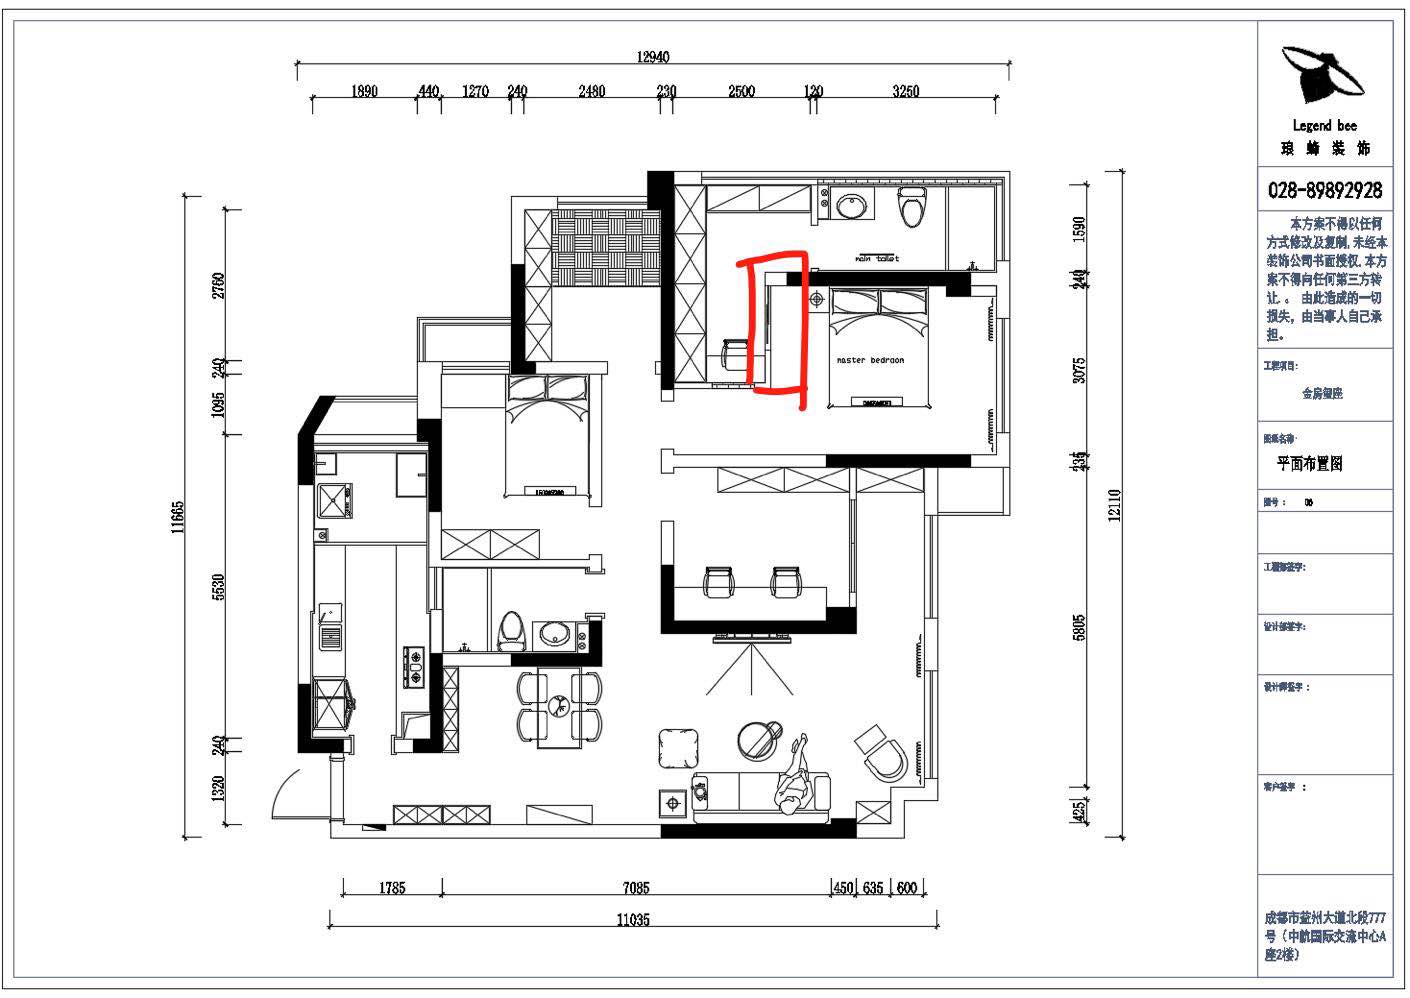 12940
1890 440 1270 240 2480 230 2500 120 3250
Legend bee
琅 蜂 装 饰
028-89892928
本方案不得以任何
方式修改及复制,未经本
装饰公司书面授权,本方
案不得向任何第三方转
让.。由此造成的一切
损失，由当事人自己承
担。
工程项目:
金房玺座
图纸名称:
平面布置图
图号 : 06
工程部签字:
设计部签字:
设计师签字 :
客户签字 :
成都市益州大道北段777
号（中航国际交流中心A
座2楼）
main toilet
master bedroom
11665
2760
240
1095
5530
240
1320
1590
240
3075
235
5805
425
12110
1785 7085 450 635 600
11035